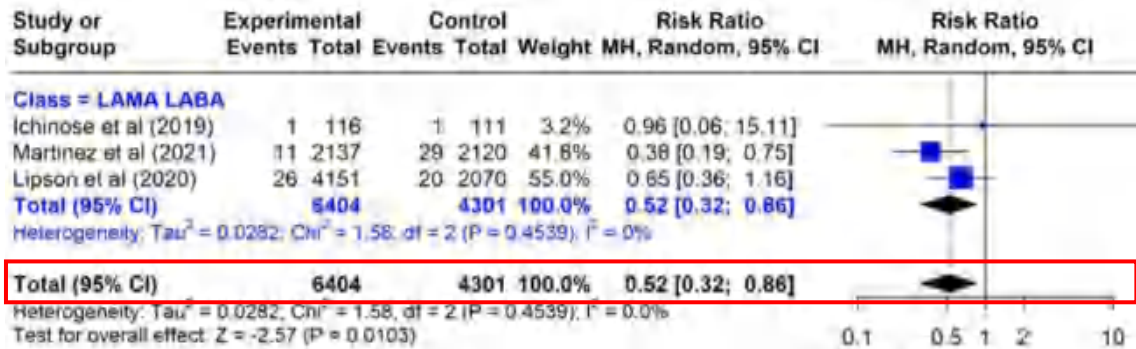 Study or Experimental Control Risk Ratio Risk Ratio
Subgroup Events Total Events Total Weight MH, Random, 95% CI MH, Random, 95% CI
Class = LAMA LABA
Ichinose et al (2019) 1 116 1 111 3.2% 0.96 [0.06; 15.11]
Martinez et al (2021) 11 2137 29 2120 41.8% 0.38 [0.19; 0.75]
Lipson et al (2020) 26 4151 20 2070 55.0% 0.65 [0.36; 1.16]
Total (95% CI) 6404 4301 100.0% 0.52 [0.32; 0.86]
Heterogeneity: Tau² = 0.0282; Chi² = 1.58, df = 2 (P = 0.4539); I² = 0%
Total (95% CI) 6404 4301 100.0% 0.52 [0.32; 0.86]
Heterogeneity: Tau² = 0.0282; Chi² = 1.58, df = 2 (P = 0.4539); I² = 0.0%
Test for overall effect: Z = -2.57 (P = 0.0103)
0.1 0.5 1 2 10